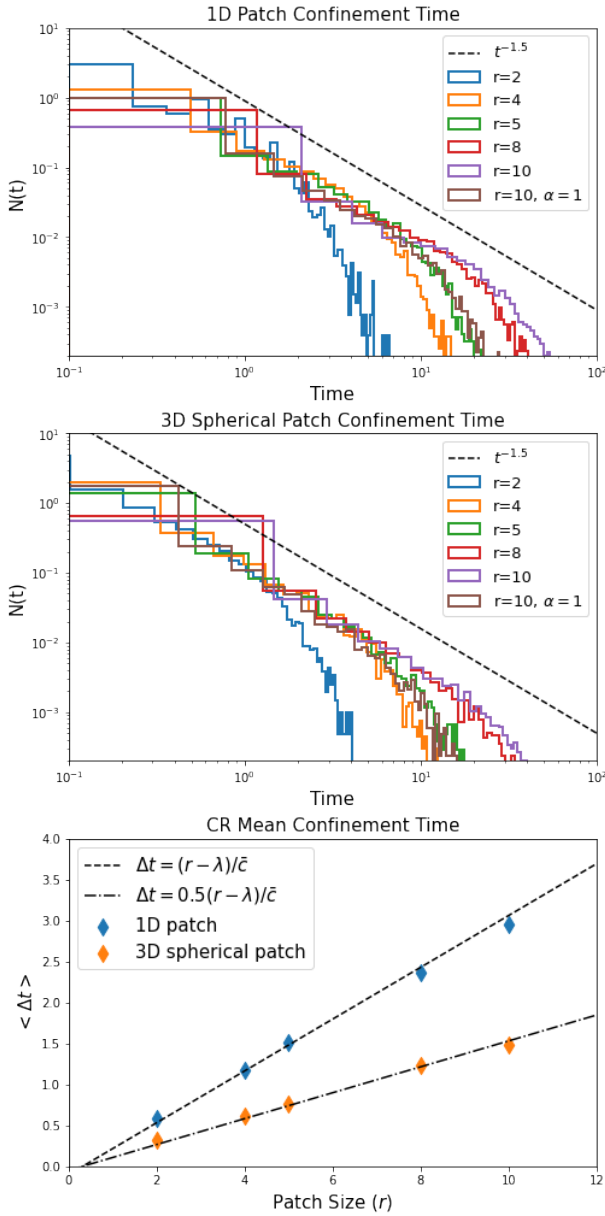 1D Patch Confinement Time
10¹
10⁰
10⁻¹
10⁻²
10⁻³
N(t)
t⁻¹·⁵
r=2
r=4
r=5
r=8
r=10
r=10, α = 1
10⁻¹
10⁰
10¹
10²
Time
3D Spherical Patch Confinement Time
10¹
10⁰
10⁻¹
10⁻²
10⁻³
N(t)
t⁻¹·⁵
r=2
r=4
r=5
r=8
r=10
r=10, α = 1
10⁻¹
10⁰
10¹
10²
Time
CR Mean Confinement Time
4.0
3.5
3.0
2.5
2.0
1.5
1.0
0.5
0.0
< Δt >
Δt = (r − λ)/c̄
Δt = 0.5(r − λ)/c̄
1D patch
3D spherical patch
0
2
4
6
8
10
12
Patch Size (r)